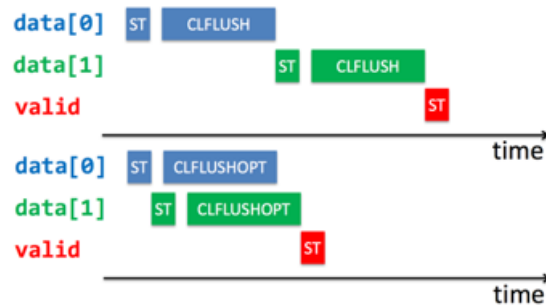 data[0] ST CLFLUSH
data[1] ST CLFLUSH
valid ST
time
data[0] ST CLFLUSHOPT
data[1] ST CLFLUSHOPT
valid ST
time